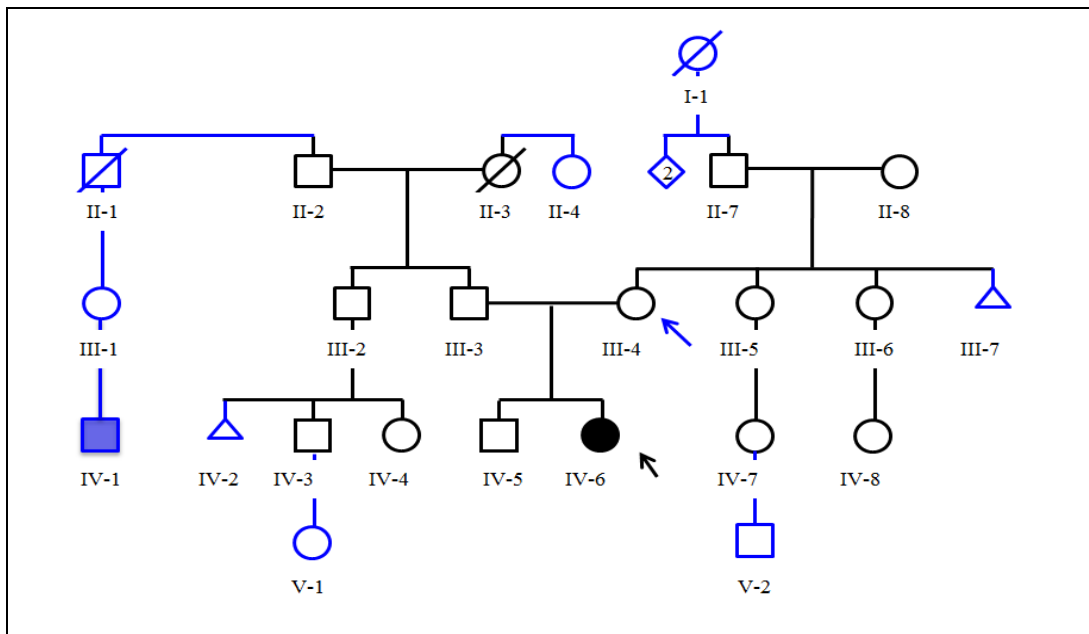 I-1
2
II-1 II-2 II-3 II-4 II-7 II-8
III-1 III-2 III-3 III-4 III-5 III-6 III-7
IV-1 IV-2 IV-3 IV-4 IV-5 IV-6 IV-7 IV-8
V-1 V-2